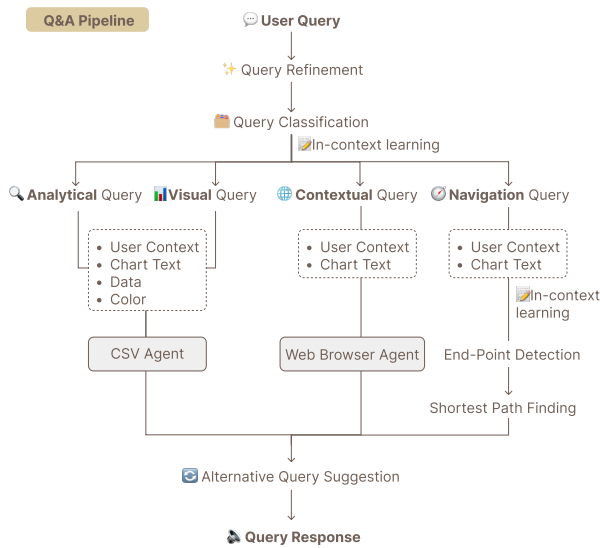 Q&A Pipeline
User Query
Query Refinement
Query Classification
In-context learning
Analytical Query
Visual Query
Contextual Query
Navigation Query
• User Context
• Chart Text
• Data
• Color
• User Context
• Chart Text
• User Context
• Chart Text
In-context
learning
CSV Agent
Web Browser Agent
End-Point Detection
Shortest Path Finding
Alternative Query Suggestion
Query Response